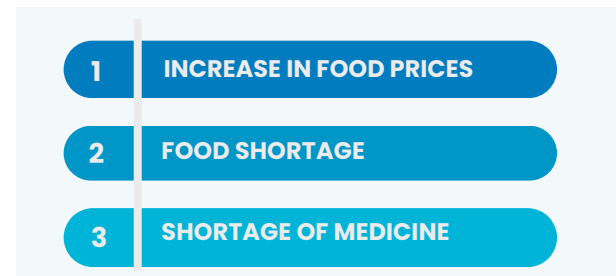 1 INCREASE IN FOOD PRICES
2 FOOD SHORTAGE
3 SHORTAGE OF MEDICINE